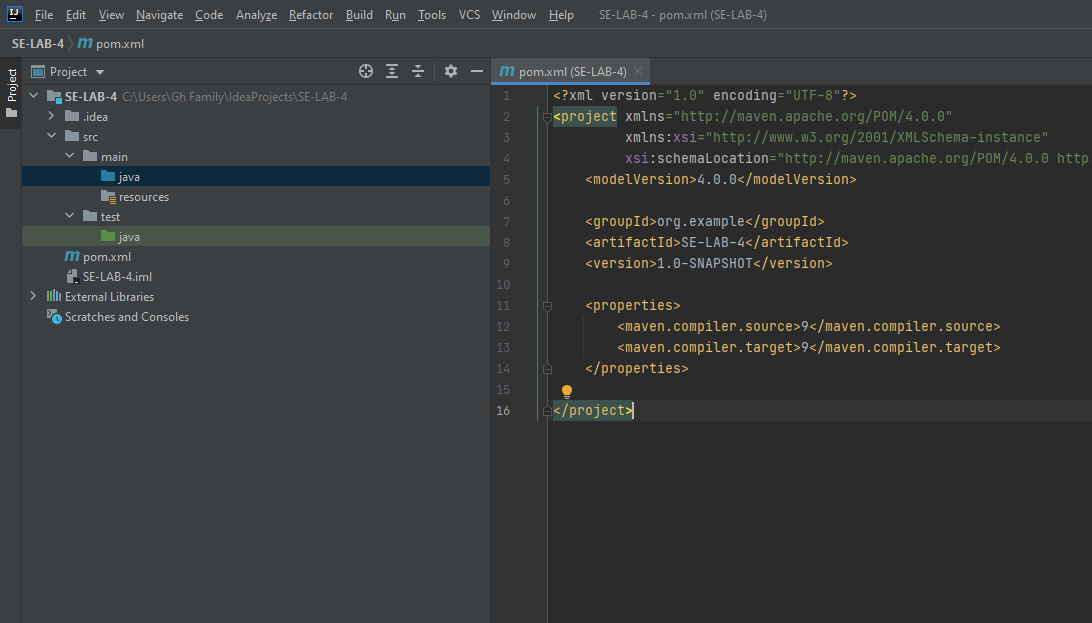 IJ File Edit View Navigate Code Analyze Refactor Build Run Tools VCS Window Help SE-LAB-4 - pom.xml (SE-LAB-4)
SE-LAB-4 m pom.xml
Project
Project
SE-LAB-4 C:\Users\Gh Family\IdeaProjects\SE-LAB-4
.idea
src
main
java
resources
test
java
m pom.xml
SE-LAB-4.iml
External Libraries
Scratches and Consoles
m pom.xml (SE-LAB-4)
1 <?xml version="1.0" encoding="UTF-8"?>
2 <project xmlns="http://maven.apache.org/POM/4.0.0"
3 xmlns:xsi="http://www.w3.org/2001/XMLSchema-instance"
4 xsi:schemaLocation="http://maven.apache.org/POM/4.0.0 http
5 <modelVersion>4.0.0</modelVersion>
6
7 <groupId>org.example</groupId>
8 <artifactId>SE-LAB-4</artifactId>
9 <version>1.0-SNAPSHOT</version>
10
11 <properties>
12 <maven.compiler.source>9</maven.compiler.source>
13 <maven.compiler.target>9</maven.compiler.target>
14 </properties>
15
16 </project>